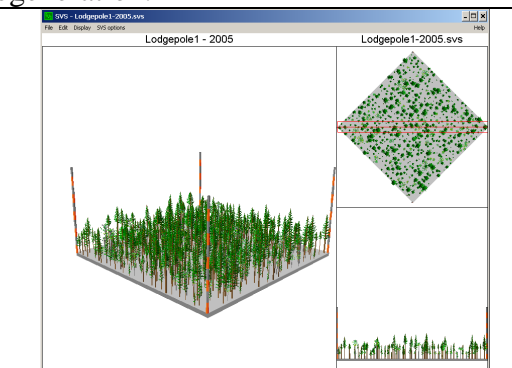 SVS - Lodgepole1-2005.svs
File Edit Display SVS options Help
Lodgepole1 - 2005
Lodgepole1-2005.svs